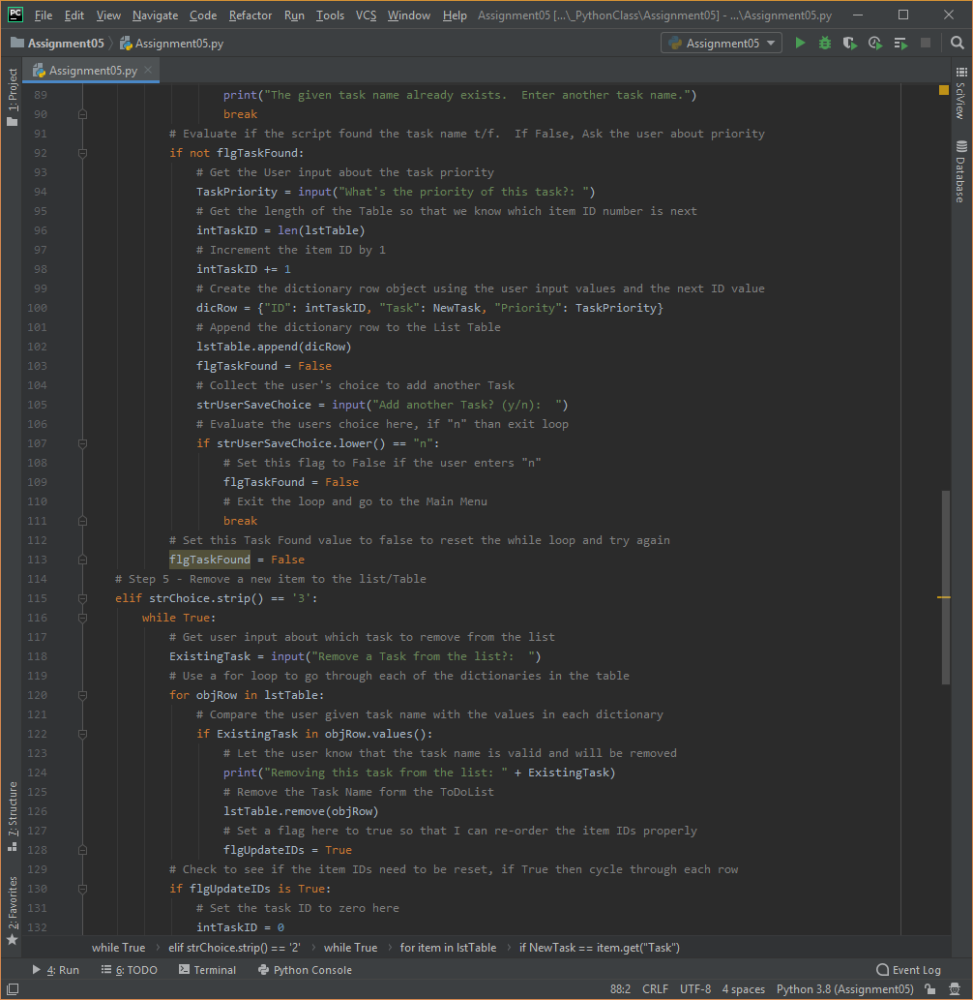 PC File Edit View Navigate Code Refactor Run Tools VCS Window Help Assignment05 [...\_PythonClass\Assignment05] - ...\Assignment05.py
Assignment05 Assignment05.py Assignment05
1: Project
Assignment05.py
SciView
Database
89 print("The given task name already exists.  Enter another task name.")
90 break
91 # Evaluate if the script found the task name t/f.  If False, Ask the user about priority
92 if not flgTaskFound:
93 # Get the User input about the task priority
94 TaskPriority = input("What's the priority of this task?: ")
95 # Get the length of the Table so that we know which item ID number is next
96 intTaskID = len(lstTable)
97 # Increment the item ID by 1
98 intTaskID += 1
99 # Create the dictionary row object using the user input values and the next ID value
100 dicRow = {"ID": intTaskID, "Task": NewTask, "Priority": TaskPriority}
101 # Append the dictionary row to the List Table
102 lstTable.append(dicRow)
103 flgTaskFound = False
104 # Collect the user's choice to add another Task
105 strUserSaveChoice = input("Add another Task? (y/n):  ")
106 # Evaluate the users choice here, if "n" than exit loop
107 if strUserSaveChoice.lower() == "n":
108 # Set this flag to False if the user enters "n"
109 flgTaskFound = False
110 # Exit the loop and go to the Main Menu
111 break
112 # Set this Task Found value to false to reset the while loop and try again
113 flgTaskFound = False
114 # Step 5 - Remove a new item to the list/Table
115 elif strChoice.strip() == '3':
116 while True:
117 # Get user input about which task to remove from the list
118 ExistingTask = input("Remove a Task from the list?:  ")
119 # Use a for loop to go through each of the dictionaries in the table
120 for objRow in lstTable:
121 # Compare the user given task name with the values in each dictionary
122 if ExistingTask in objRow.values():
123 # Let the user know that the task name is valid and will be removed
124 print("Removing this task from the list: " + ExistingTask)
125 # Remove the Task Name form the ToDoList
126 lstTable.remove(objRow)
127 # Set a flag here to true so that I can re-order the item IDs properly
128 flgUpdateIDs = True
129 # Check to see if the item IDs need to be reset, if True then cycle through each row
130 if flgUpdateIDs is True:
131 # Set the task ID to zero here
132 intTaskID = 0
7: Structure
2: Favorites
while True elif strChoice.strip() == '2' while True for item in lstTable if NewTask == item.get("Task")
4: Run 6: TODO Terminal Python Console Event Log
88:2 CRLF UTF-8 4 spaces Python 3.8 (Assignment05)